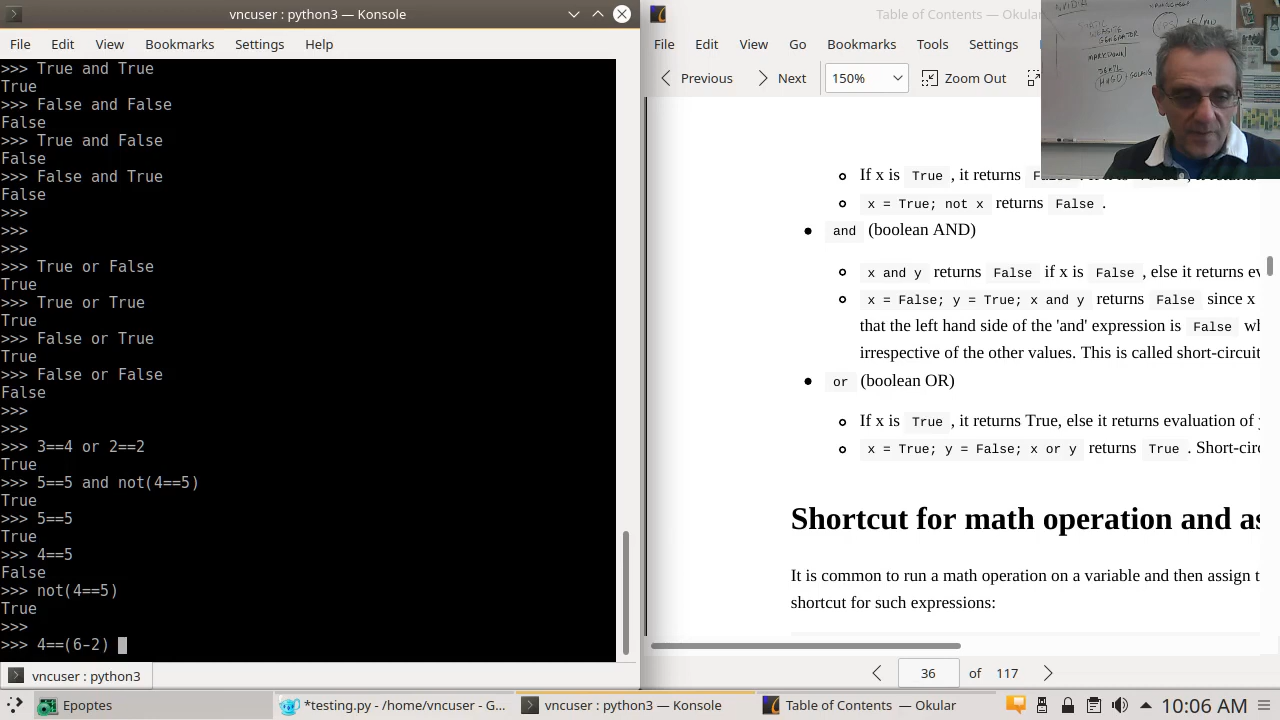 vncuser : python3 — Konsole
File Edit View Bookmarks Settings Help
>>> True and True
True
>>> False and False
False
>>> True and False
False
>>> False and True
False
>>>
>>>
>>>
>>> True or False
True
>>> True or True
True
>>> False or True
True
>>> False or False
False
>>>
>>>
>>> 3==4 or 2==2
True
>>> 5==5 and not(4==5)
True
>>> 5==5
True
>>> 4==5
False
>>> not(4==5)
True
>>>
>>> 4==(6-2)
vncuser : python3
Table of Contents — Okular
File Edit View Go Bookmarks Tools Settings
Previous Next 150% Zoom Out
If x is True , it returns
x = True; not x returns False .
and (boolean AND)
x and y returns False if x is False , else it returns
x = False; y = True; x and y returns False since x
that the left hand side of the 'and' expression is False
irrespective of the other values. This is called short-circuit
or (boolean OR)
If x is True , it returns True, else it returns evaluation of
x = True; y = False; x or y returns True . Short-circ
Shortcut for math operation and as
It is common to run a math operation on a variable and then assign t
shortcut for such expressions:
36 of 117
MARKDOWN
GENERATOR
Epoptes
*testing.py - /home/vncuser - G...
vncuser : python3 — Konsole
Table of Contents — Okular
10:06 AM